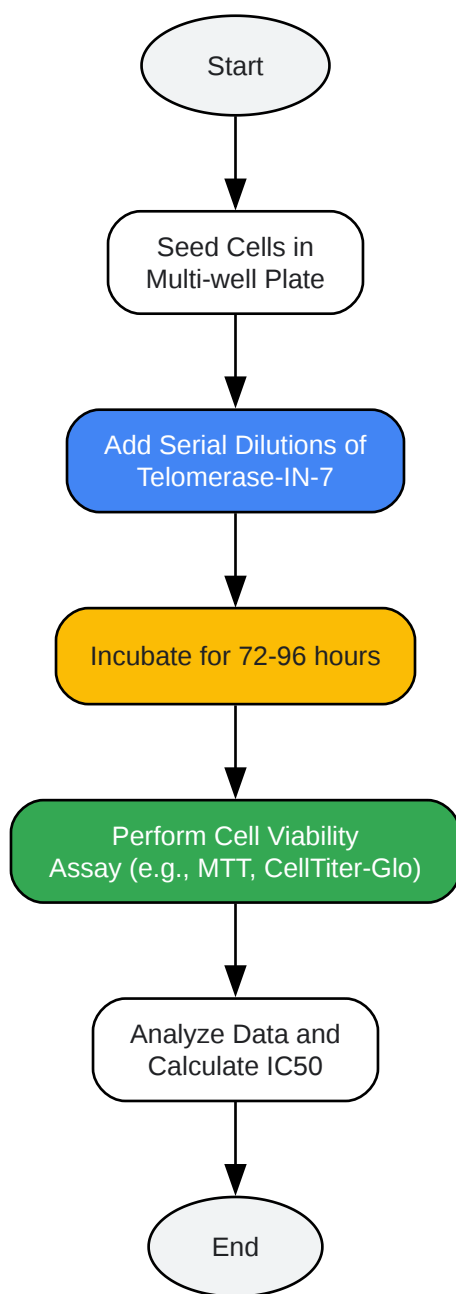 Start
Seed Cells in
Multi-well Plate
Add Serial Dilutions of
Telomerase-IN-7
Incubate for 72-96 hours
Perform Cell Viability
Assay (e.g., MTT, CellTiter-Glo)
Analyze Data and
Calculate IC50
End